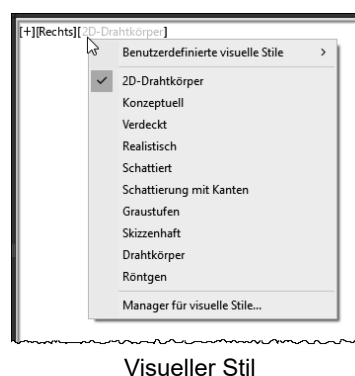 [+][Rechts][2D-Drahtkörper]
Benutzerdefinierte visuelle Stile
2D-Drahtkörper
Konzeptuell
Verdeckt
Realistisch
Schattiert
Schattierung mit Kanten
Graustufen
Skizzenhaft
Drahtkörper
Röntgen
Manager für visuelle Stile...
Visueller Stil